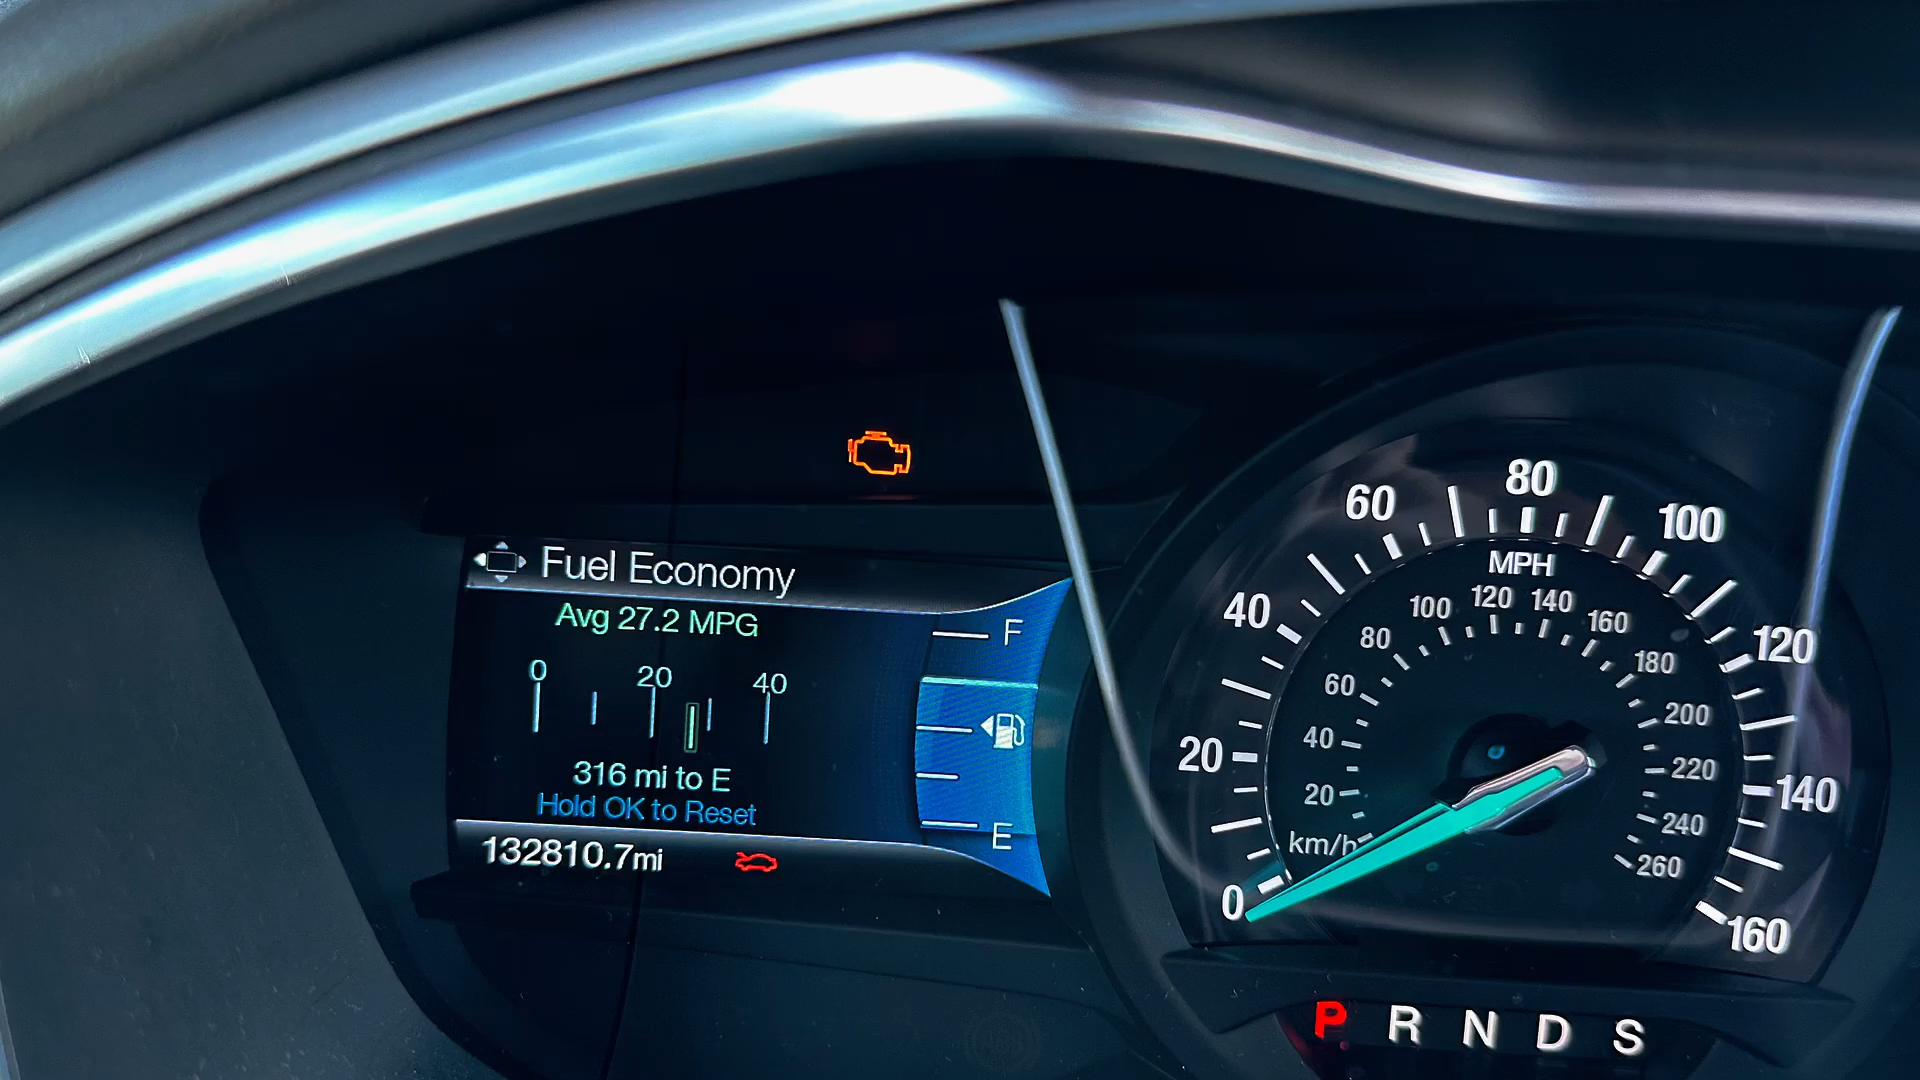 Fuel Economy
Avg 27.2 MPG
0 20 40
316 mi to E
Hold OK to Reset
132810.7mi
F
E
0 20 40 60 80 100 120 140 160
MPH
20 40 60 80 100 120 140 160 180 200 220 240 260
km/h
P R N D S